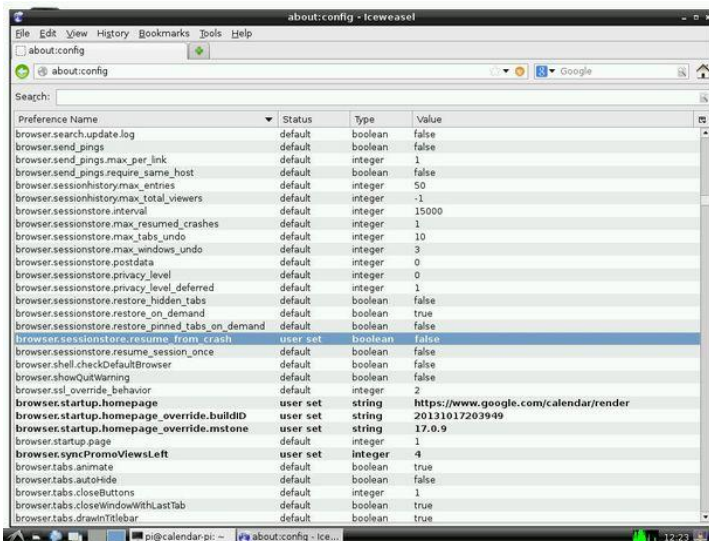 about:config - Iceweasel
File Edit View History Bookmarks Tools Help
about:config
about:config Google
Search:
Preference Name Status Type Value
browser.search.update.log default boolean false
browser.send_pings default boolean false
browser.send_pings.max_per_link default integer 1
browser.send_pings.require_same_host default boolean false
browser.sessionhistory.max_entries default integer 50
browser.sessionhistory.max_total_viewers default integer -1
browser.sessionstore.interval default integer 15000
browser.sessionstore.max_resumed_crashes default integer 1
browser.sessionstore.max_tabs_undo default integer 10
browser.sessionstore.max_windows_undo default integer 3
browser.sessionstore.postdata default integer 0
browser.sessionstore.privacy_level default integer 0
browser.sessionstore.privacy_level_deferred default integer 1
browser.sessionstore.restore_hidden_tabs default boolean false
browser.sessionstore.restore_on_demand default boolean true
browser.sessionstore.restore_pinned_tabs_on_demand default boolean false
browser.sessionstore.resume_from_crash user set boolean false
browser.sessionstore.resume_session_once default boolean false
browser.shell.checkDefaultBrowser default boolean false
browser.showQuitWarning default boolean false
browser.ssl_override_behavior default integer 2
browser.startup.homepage user set string https://www.google.com/calendar/render
browser.startup.homepage_override.buildID user set string 20131017203949
browser.startup.homepage_override.mstone user set string 17.0.9
browser.startup.page default integer 1
browser.syncPromoViewsLeft user set integer 4
browser.tabs.animate default boolean true
browser.tabs.autoHide default boolean false
browser.tabs.closeButtons default integer 1
browser.tabs.closeWindowWithLastTab default boolean true
browser.tabs.drawInTitlebar default boolean true
pi@calendar-pi: ~ about:config - Ice... 12:23